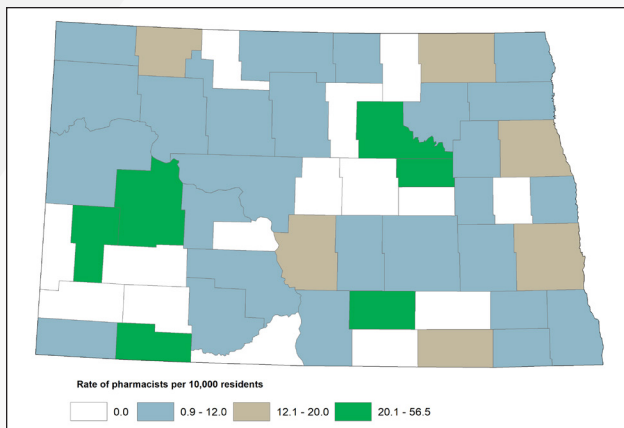 Rate of pharmacists per 10,000 residents
0.0 0.9 - 12.0 12.1 - 20.0 20.1 - 56.5